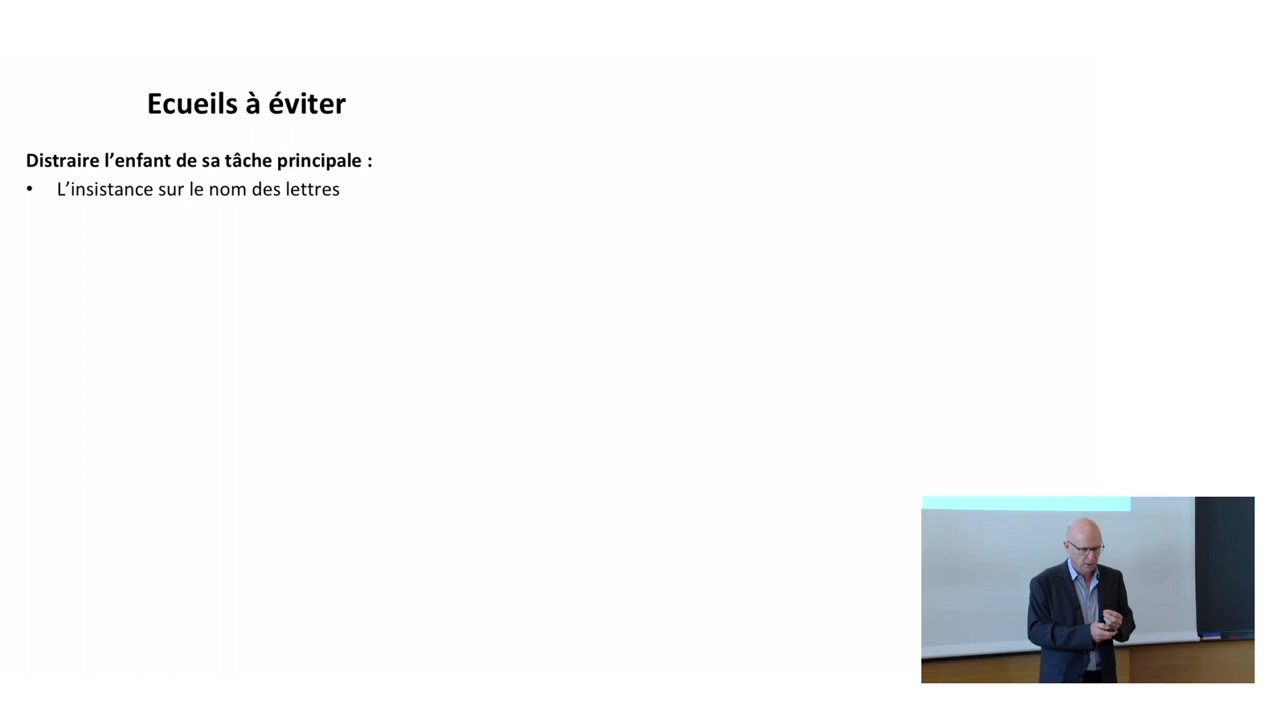 Ecueils à éviter
Distraire l’enfant de sa tâche principale :
• L’insistance sur le nom des lettres